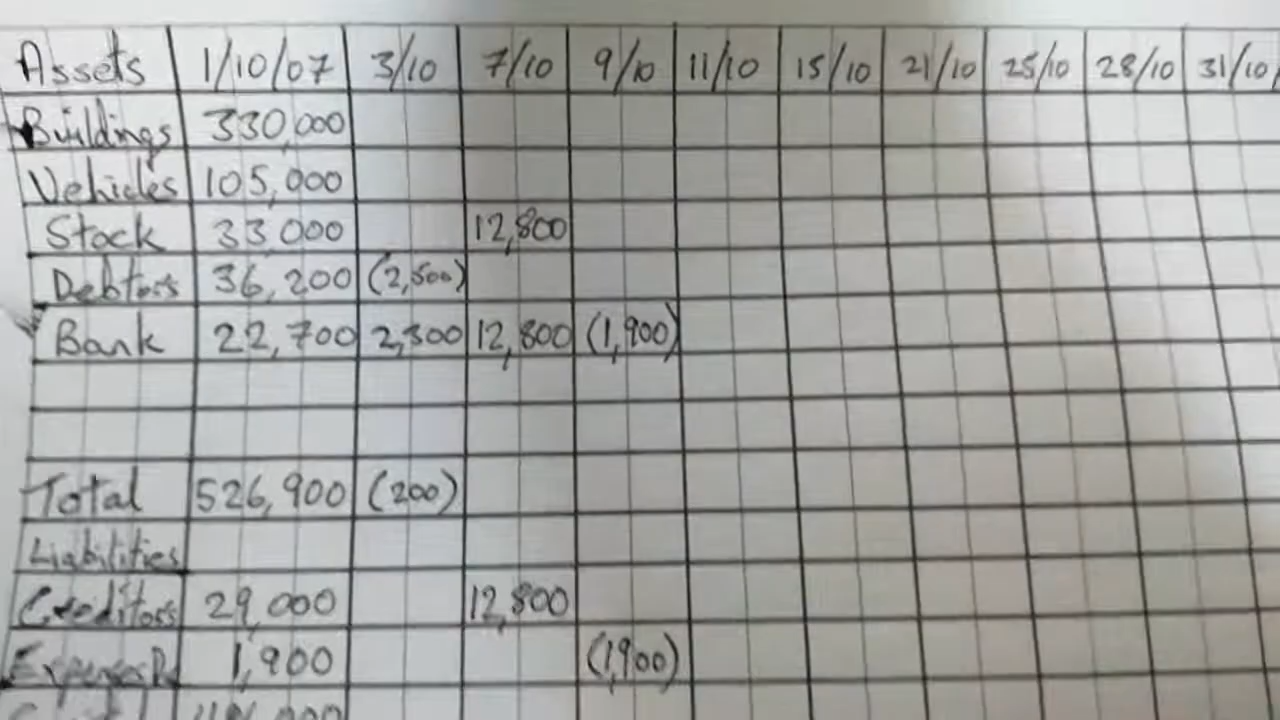 Assets 1/10/07 3/10 7/10 9/10 11/10 15/10 21/10 25/10 28/10 31/10
Buildings 330,000
Vehicles 105,000
Stock 33,000 12,800
Debtors 36,200 (2,500)
Bank 22,700 2,300 12,800 (1,900)
Total 526,900 (200)
Liabilities
Creditors 29,000 12,800
1,900 (1,900)